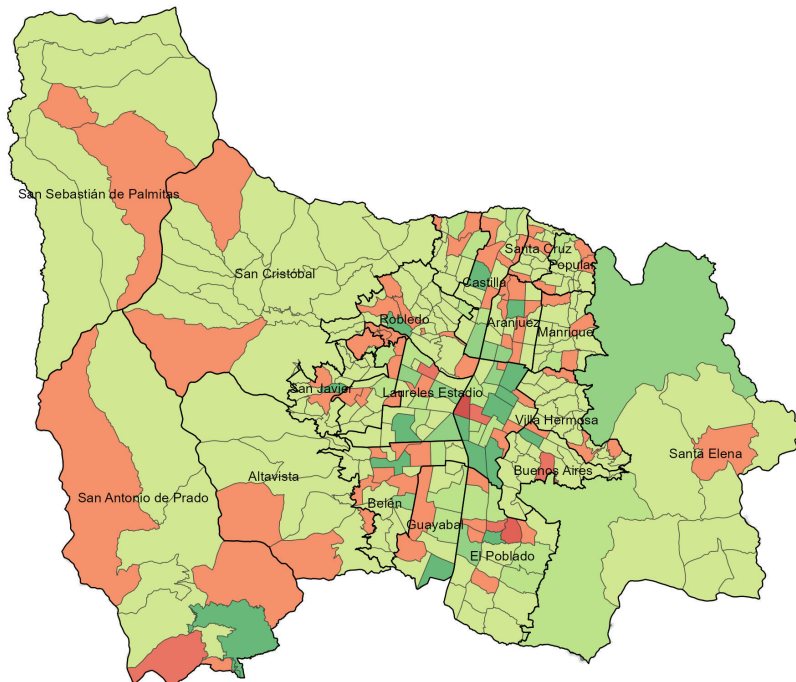 San Sebastián de Palmitas
Santa Cruz
Popular
San Cristóbal
Castilla
Robledo
Aranjuez
Manrique
San Javier
Laureles Estadio
Villa Hermosa
Santa Elena
Buenos Aires
Altavista
San Antonio de Prado
Belén
Guayabal
El Poblado